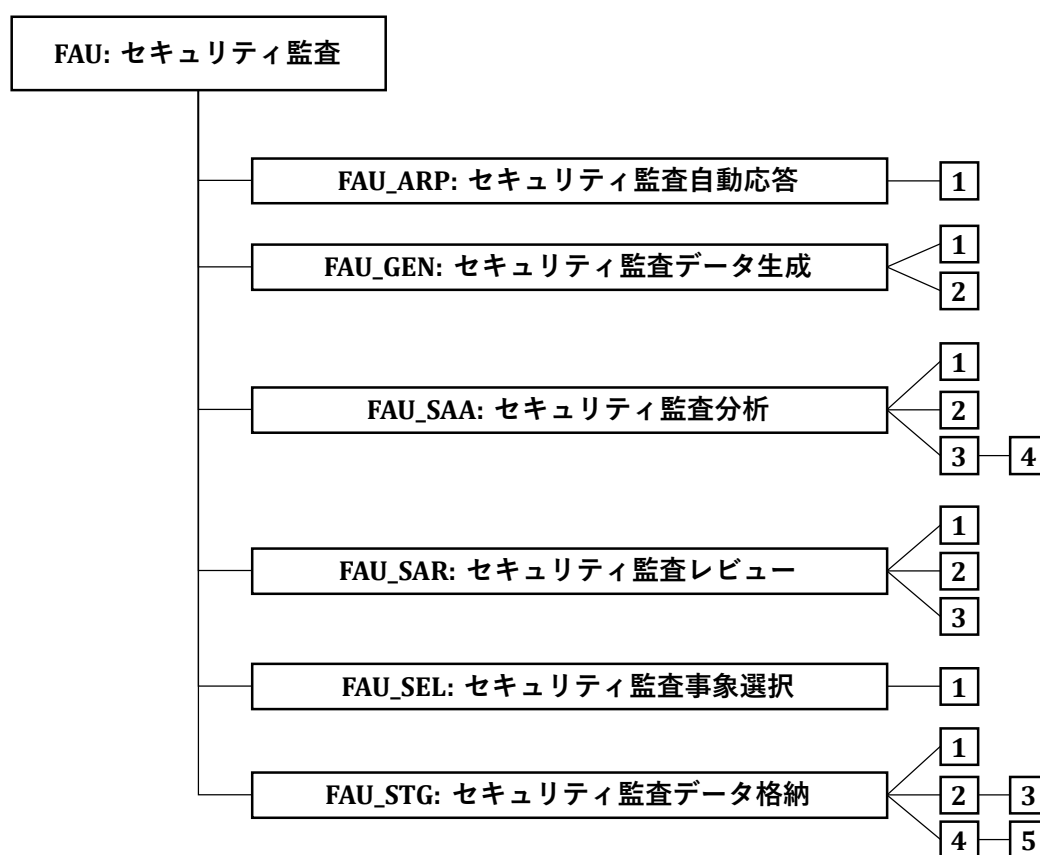 FAU: セキュリティ監査
FAU_ARP: セキュリティ監査自動応答
1
FAU_GEN: セキュリティ監査データ生成
1
2
FAU_SAA: セキュリティ監査分析
1
2
3 4
FAU_SAR: セキュリティ監査レビュー
1
2
3
FAU_SEL: セキュリティ監査事象選択
1
FAU_STG: セキュリティ監査データ格納
1
2 3
4 5